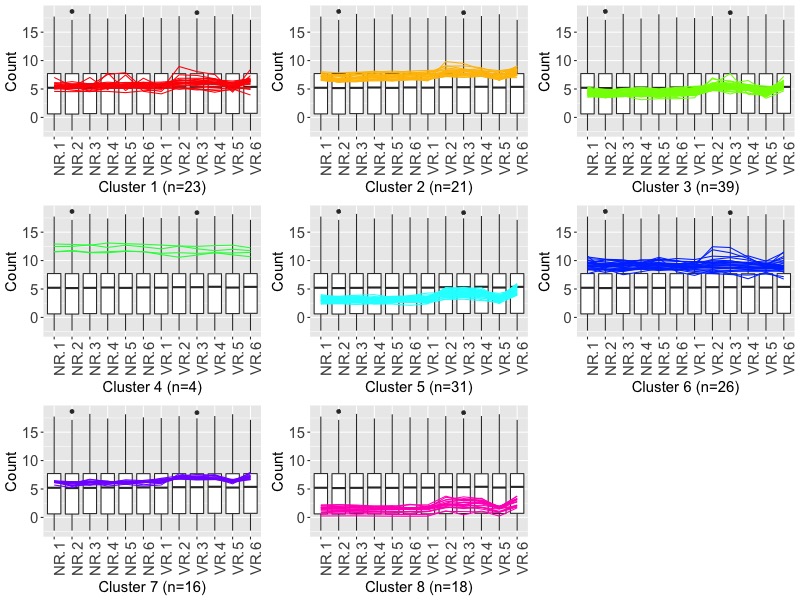 Count
15
10
5
0
NR.1
NR.2
NR.3
NR.4
NR.5
NR.6
VR.1
VR.2
VR.3
VR.4
VR.5
VR.6
Cluster 1 (n=23)
Count
15
10
5
0
NR.1
NR.2
NR.3
NR.4
NR.5
NR.6
VR.1
VR.2
VR.3
VR.4
VR.5
VR.6
Cluster 2 (n=21)
Count
15
10
5
0
NR.1
NR.2
NR.3
NR.4
NR.5
NR.6
VR.1
VR.2
VR.3
VR.4
VR.5
VR.6
Cluster 3 (n=39)
Count
15
10
5
0
NR.1
NR.2
NR.3
NR.4
NR.5
NR.6
VR.1
VR.2
VR.3
VR.4
VR.5
VR.6
Cluster 4 (n=4)
Count
15
10
5
0
NR.1
NR.2
NR.3
NR.4
NR.5
NR.6
VR.1
VR.2
VR.3
VR.4
VR.5
VR.6
Cluster 5 (n=31)
Count
15
10
5
0
NR.1
NR.2
NR.3
NR.4
NR.5
NR.6
VR.1
VR.2
VR.3
VR.4
VR.5
VR.6
Cluster 6 (n=26)
Count
15
10
5
0
NR.1
NR.2
NR.3
NR.4
NR.5
NR.6
VR.1
VR.2
VR.3
VR.4
VR.5
VR.6
Cluster 7 (n=16)
Count
15
10
5
0
NR.1
NR.2
NR.3
NR.4
NR.5
NR.6
VR.1
VR.2
VR.3
VR.4
VR.5
VR.6
Cluster 8 (n=18)